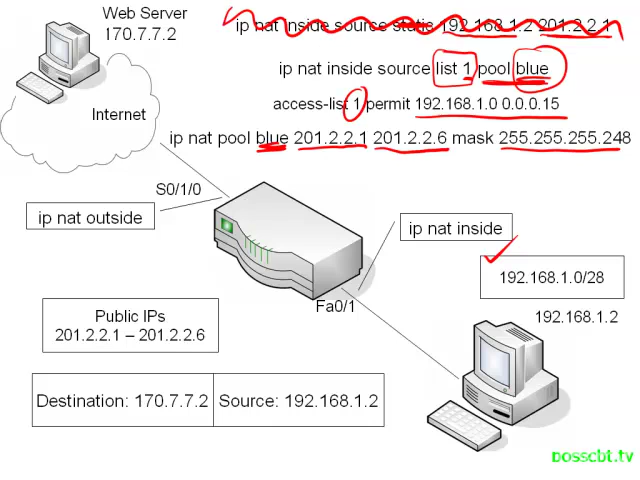 Web Server
170.7.7.2
ip nat inside source static 192.168.1.2 201.2.2.1
ip nat inside source list 1 pool blue
access-list 1 permit 192.168.1.0 0.0.0.15
ip nat pool blue 201.2.2.1 201.2.2.6 mask 255.255.255.248
Internet
S0/1/0
ip nat outside
ip nat inside
192.168.1.0/28
Fa0/1
192.168.1.2
Public IPs
201.2.2.1 – 201.2.2.6
Destination: 170.7.7.2 Source: 192.168.1.2
Bosscbt.tv